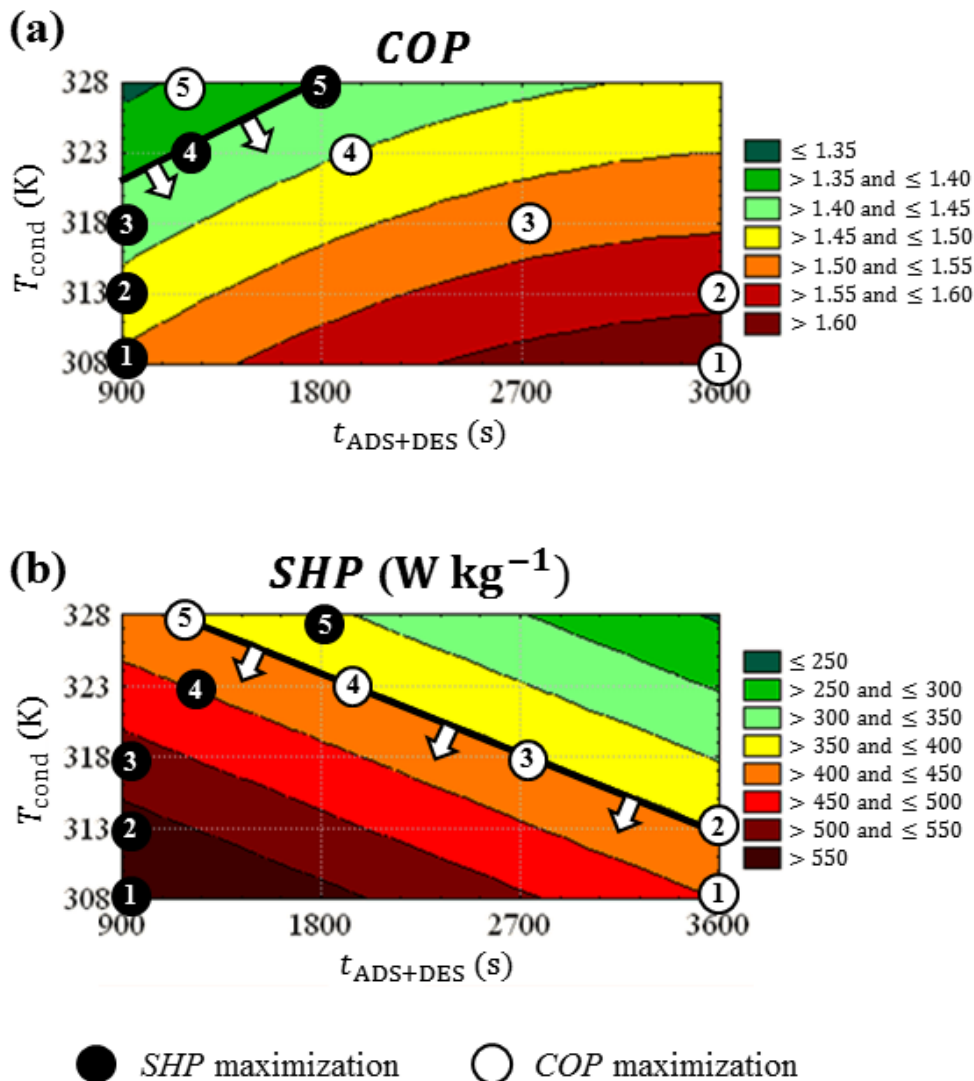 (a)
COP
328
323
318
313
308
T_cond (K)
5
5
4
4
3
3
2
2
1
1
900
1800
2700
3600
t_ADS+DES (s)
≤ 1.35
> 1.35 and ≤ 1.40
> 1.40 and ≤ 1.45
> 1.45 and ≤ 1.50
> 1.50 and ≤ 1.55
> 1.55 and ≤ 1.60
> 1.60
(b)
SHP (W kg⁻¹)
328
323
318
313
308
T_cond (K)
5
5
4
4
3
3
2
2
1
1
900
1800
2700
3600
t_ADS+DES (s)
≤ 250
> 250 and ≤ 300
> 300 and ≤ 350
> 350 and ≤ 400
> 400 and ≤ 450
> 450 and ≤ 500
> 500 and ≤ 550
> 550
SHP maximization
COP maximization